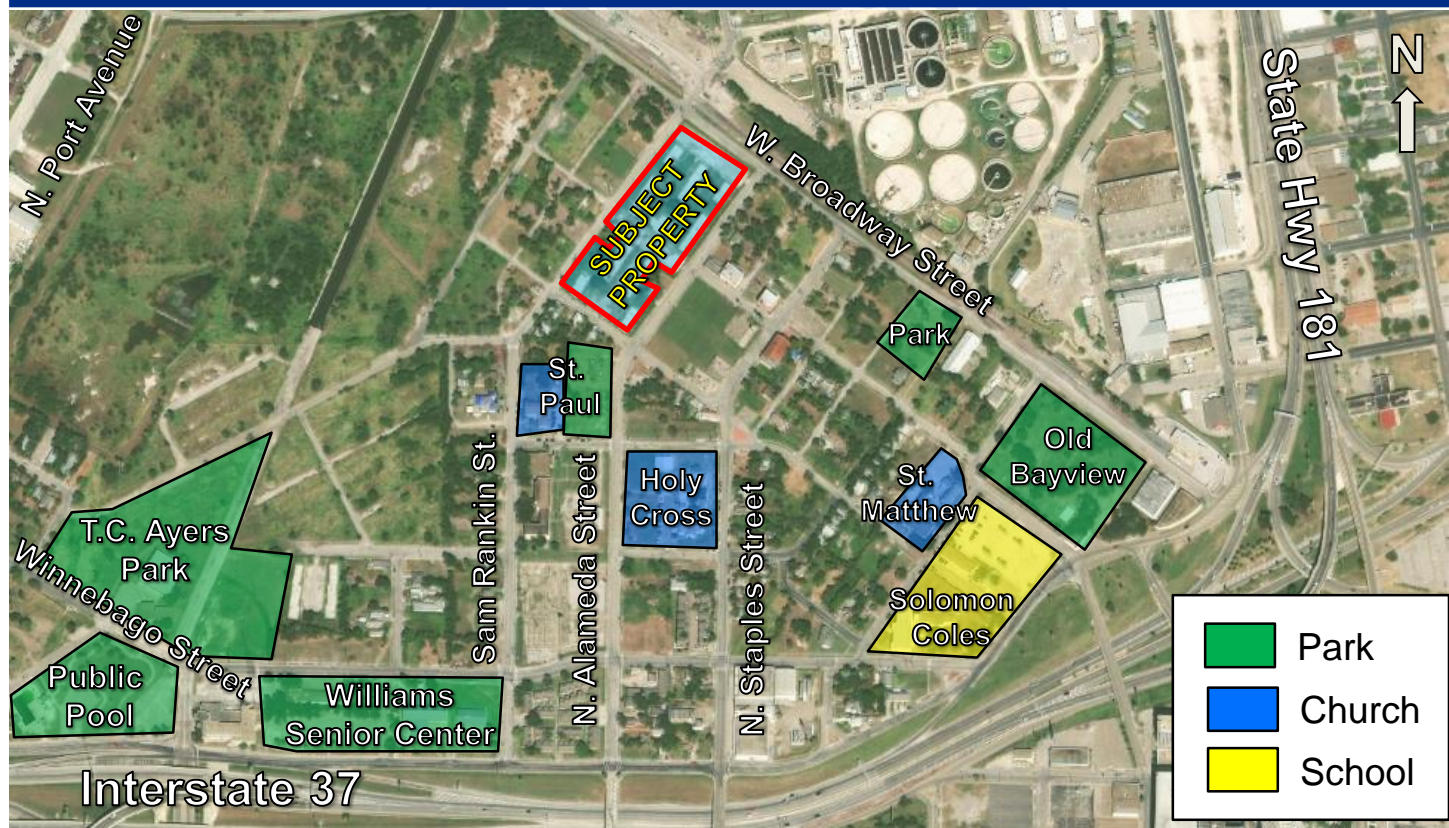 N. Port Avenue
State Hwy 181
N
W. Broadway Street
SUBJECT
PROPERTY
Park
St.
Paul
Old
Bayview
Holy
Cross
St.
Matthew
T.C. Ayers
Park
Winnebago Street
Sam Rankin St.
N. Alameda Street
N. Staples Street
Solomon
Coles
Public
Pool
Williams
Senior Center
Interstate 37
Park
Church
School